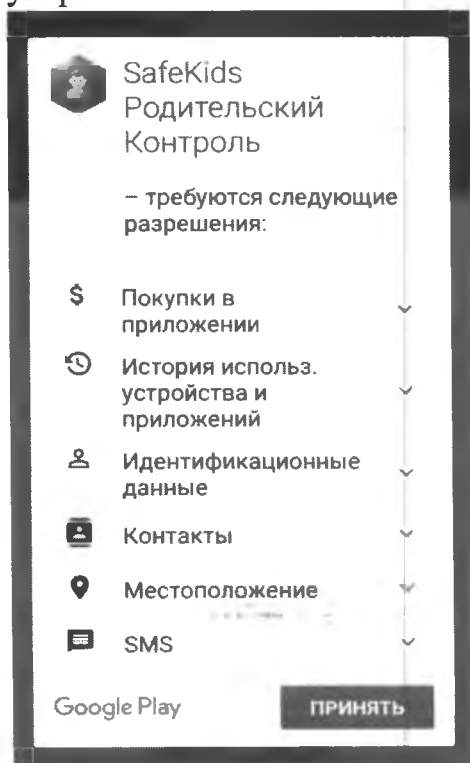 SafeKids
Родительский
Контроль
– требуются следующие
разрешения:
$ Покупки в
приложении
История использ.
устройства и
приложений
Идентификационные
данные
Контакты
Местоположение
SMS
Google Play
ПРИНЯТЬ